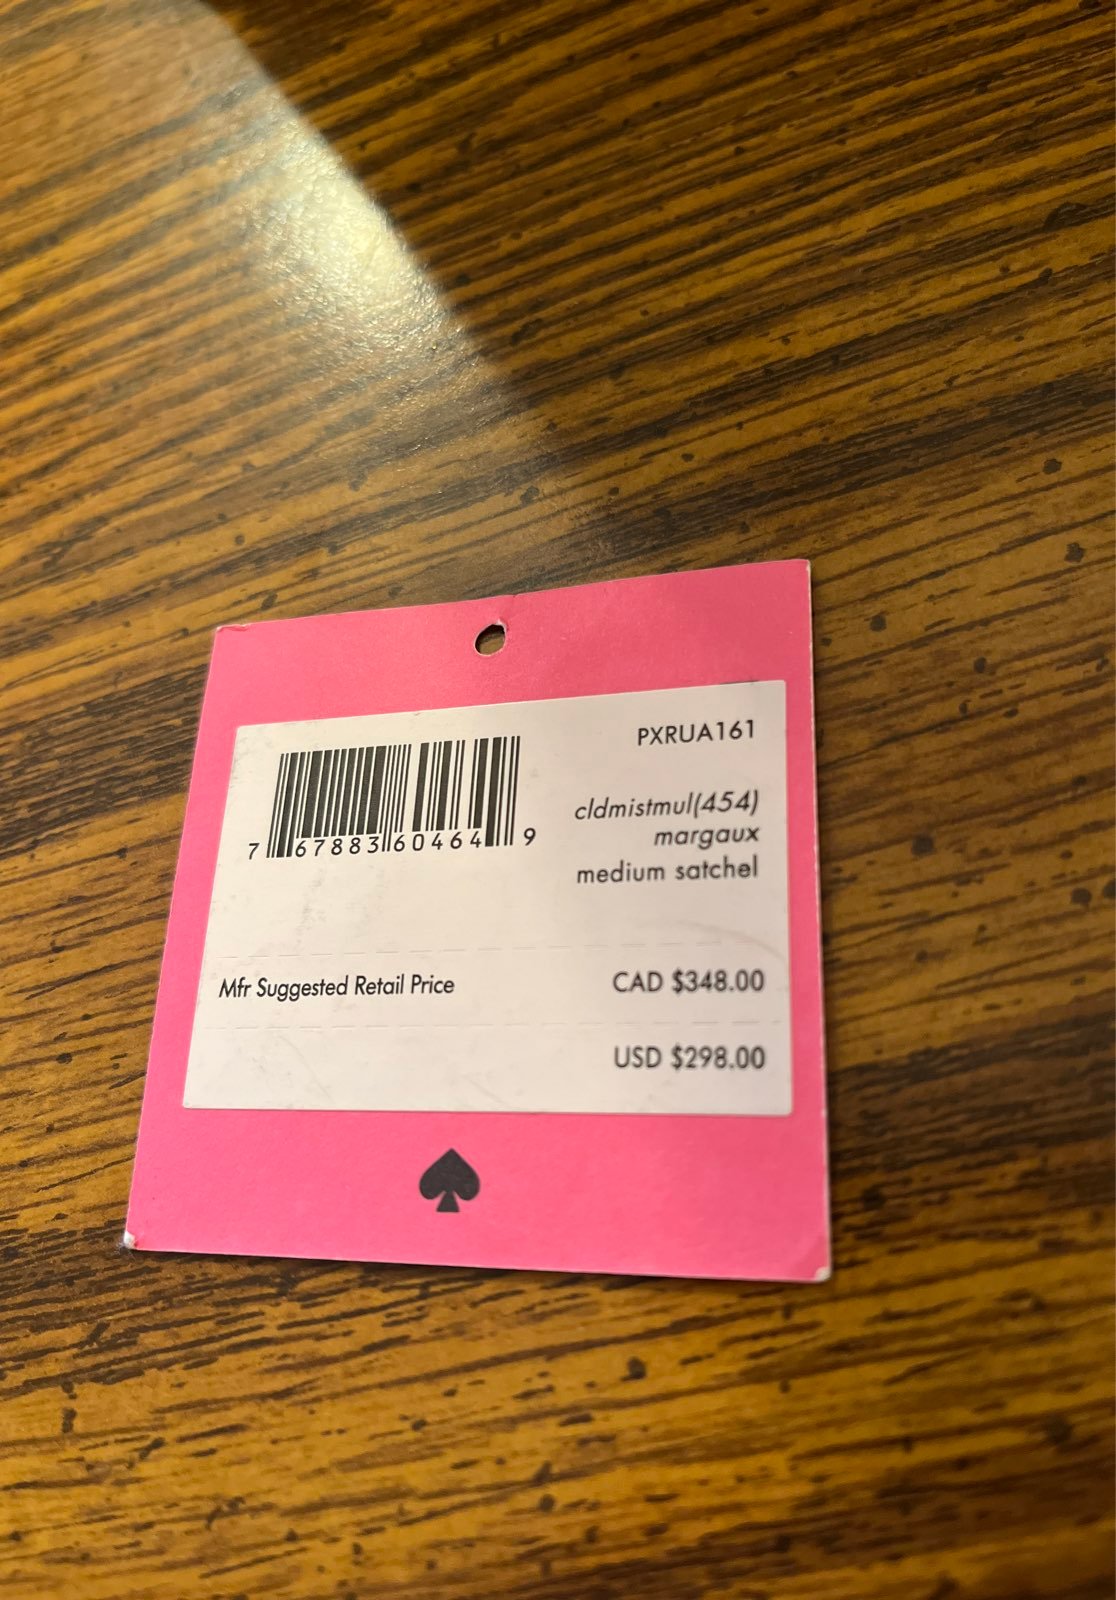 PXRUA161
7 67883 60464 9
cldmistmul(454)
margaux
medium satchel
Mfr Suggested Retail Price CAD $348.00
USD $298.00